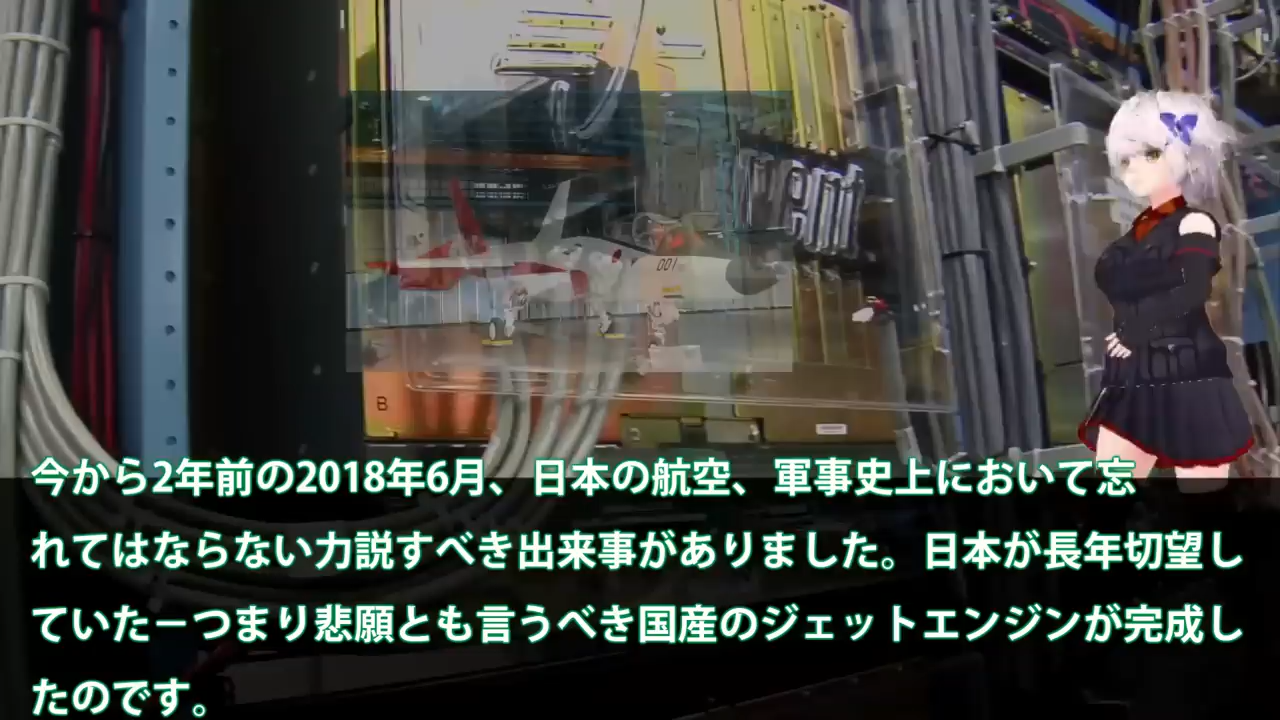 001
B
今から2年前の2018年6月、日本の航空、軍事史上において忘
れてはならない力説すべき出来事がありました。日本が長年切望し
ていた－つまり悲願とも言うべき国産のジェットエンジンが完成し
たのです。